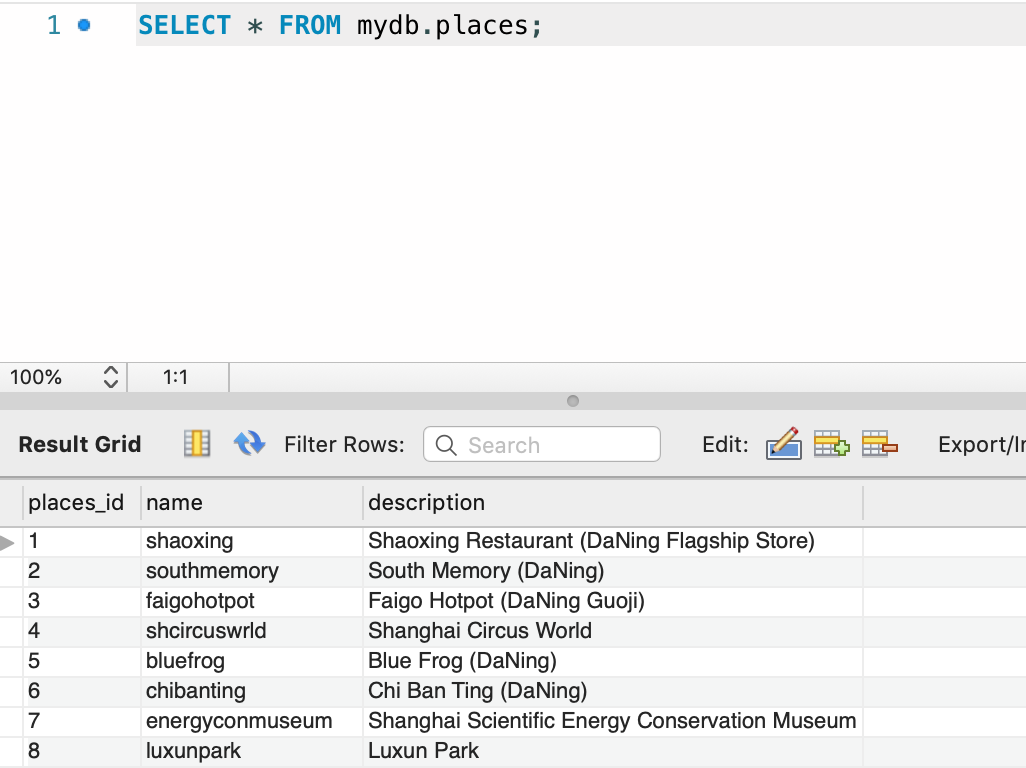 1 SELECT * FROM mydb.places;
100% 1:1
Result Grid Filter Rows: Search Edit: Export/I
places_id name description
1 shaoxing Shaoxing Restaurant (DaNing Flagship Store)
2 southmemory South Memory (DaNing)
3 faigohotpot Faigo Hotpot (DaNing Guoji)
4 shcircuswrld Shanghai Circus World
5 bluefrog Blue Frog (DaNing)
6 chibanting Chi Ban Ting (DaNing)
7 energyconmuseum Shanghai Scientific Energy Conservation Museum
8 luxunpark Luxun Park